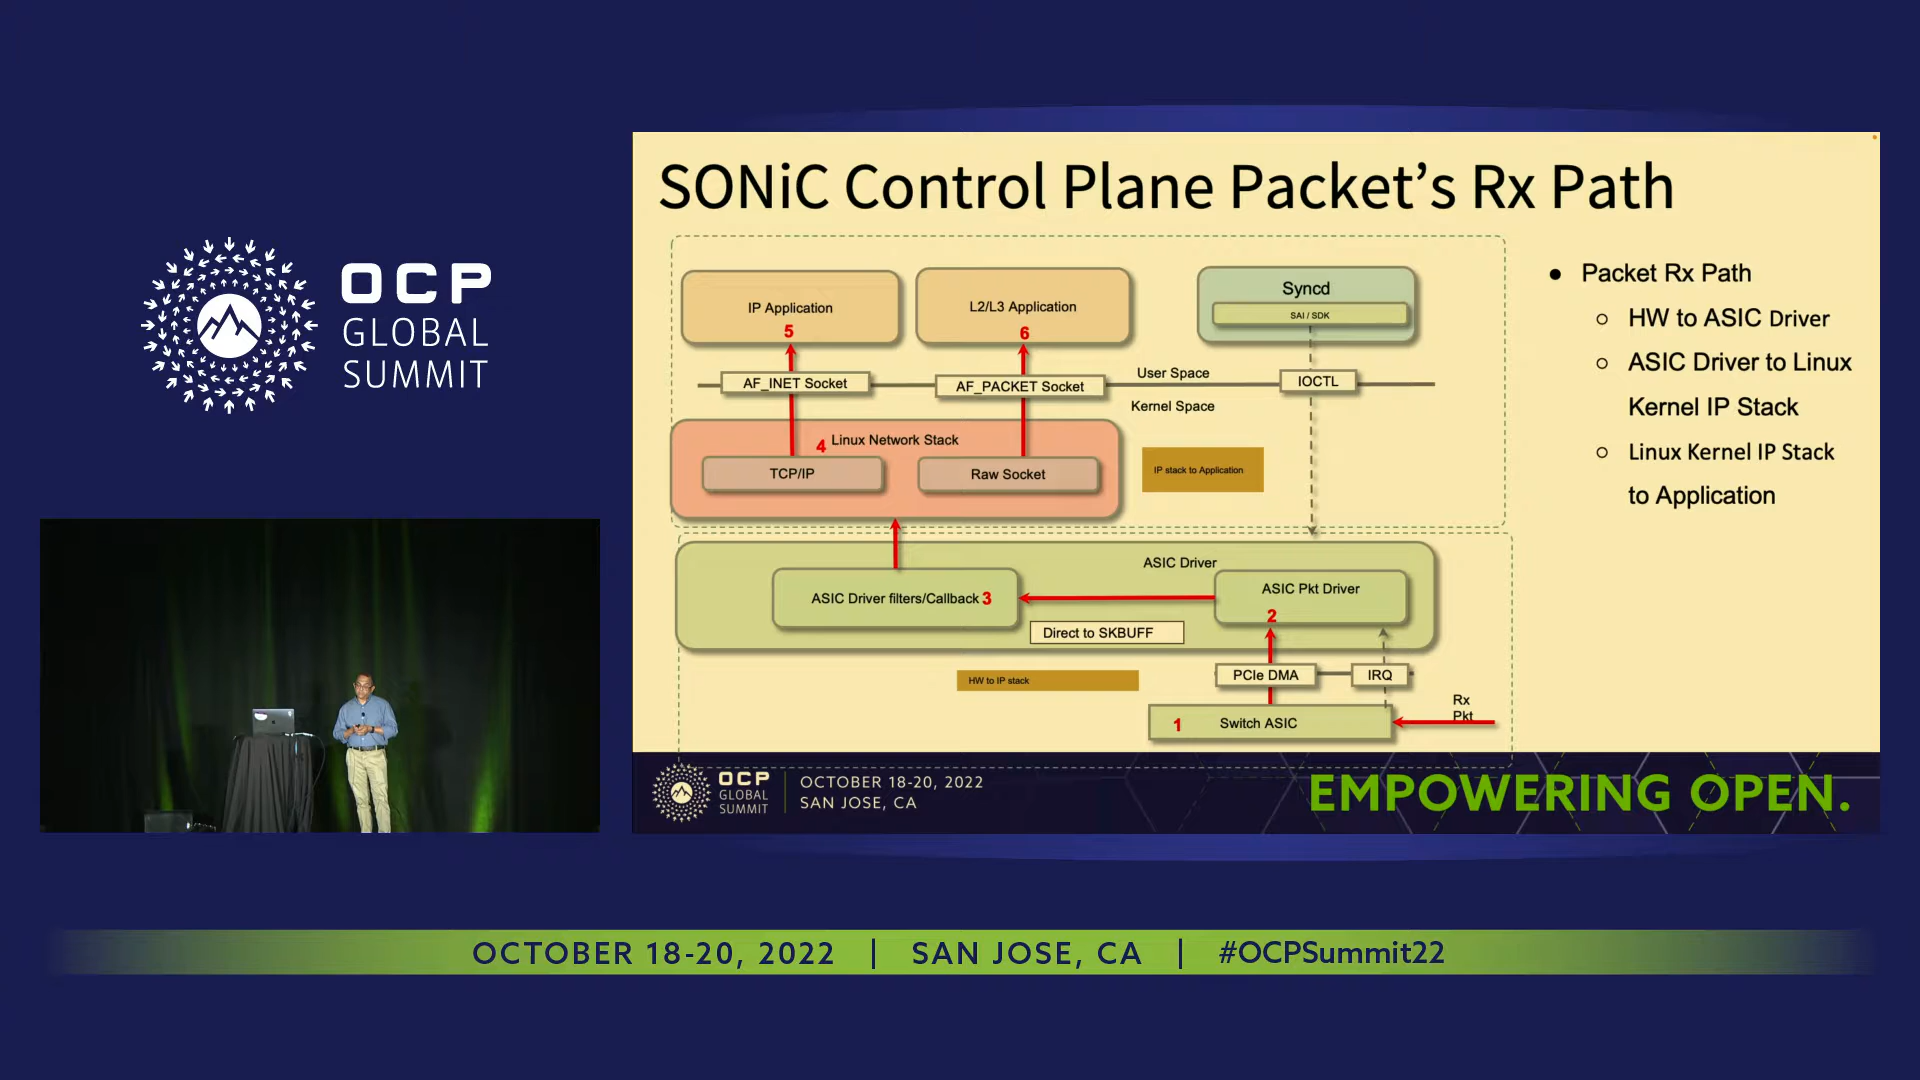 OCP
GLOBAL
SUMMIT
SONiC Control Plane Packet's Rx Path
IP Application
5
L2/L3 Application
6
Syncd
SAI / SDK
AF_INET Socket
AF_PACKET Socket
User Space
Kernel Space
IOCTL
4 Linux Network Stack
TCP/IP
Raw Socket
IP stack to Application
ASIC Driver
ASIC Driver filters/Callback 3
ASIC Pkt Driver
2
Direct to SKBUFF
HW to IP stack
PCIe DMA
IRQ
1 Switch ASIC
Rx
Pkt
● Packet Rx Path
○ HW to ASIC Driver
○ ASIC Driver to Linux
Kernel IP Stack
○ Linux Kernel IP Stack
to Application
OCP
GLOBAL
SUMMIT
OCTOBER 18-20, 2022
SAN JOSE, CA
EMPOWERING OPEN.
OCTOBER 18-20, 2022 | SAN JOSE, CA | #OCPSummit22